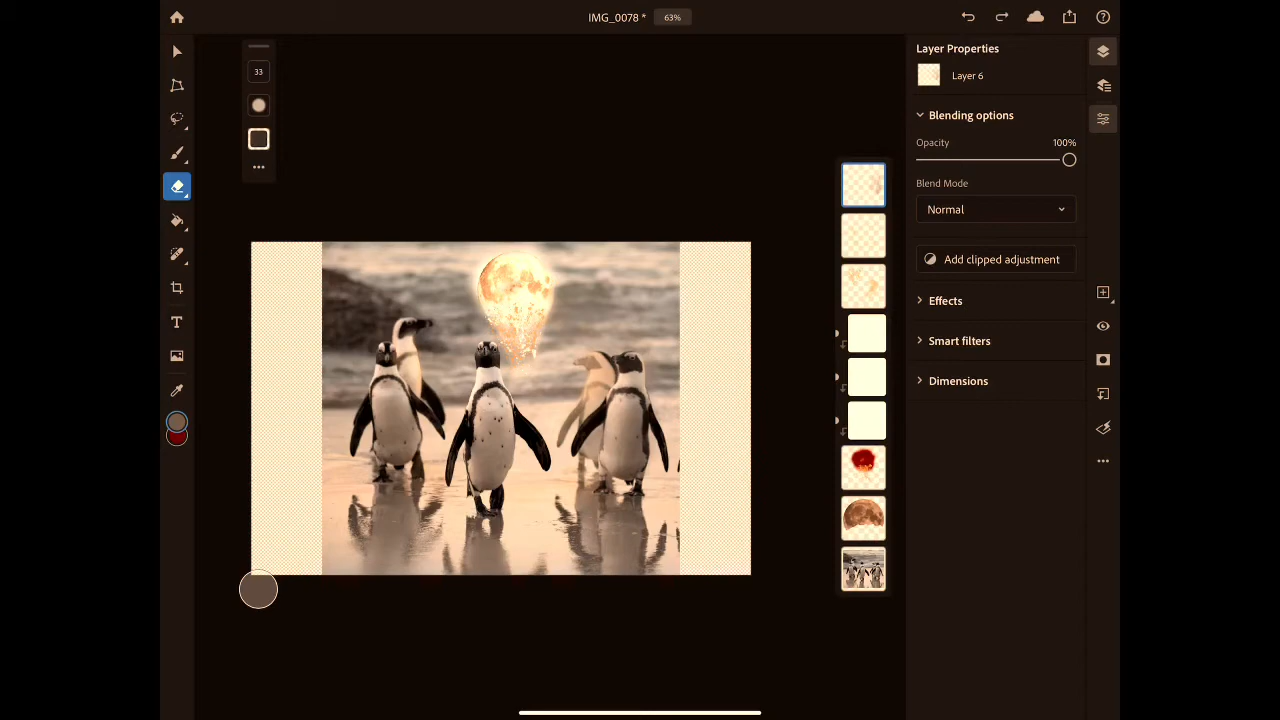 IMG_0078 * 63%
33
Layer Properties
Layer 6
Blending options
Opacity 100%
Blend Mode
Normal
Add clipped adjustment
Effects
Smart filters
Dimensions
T